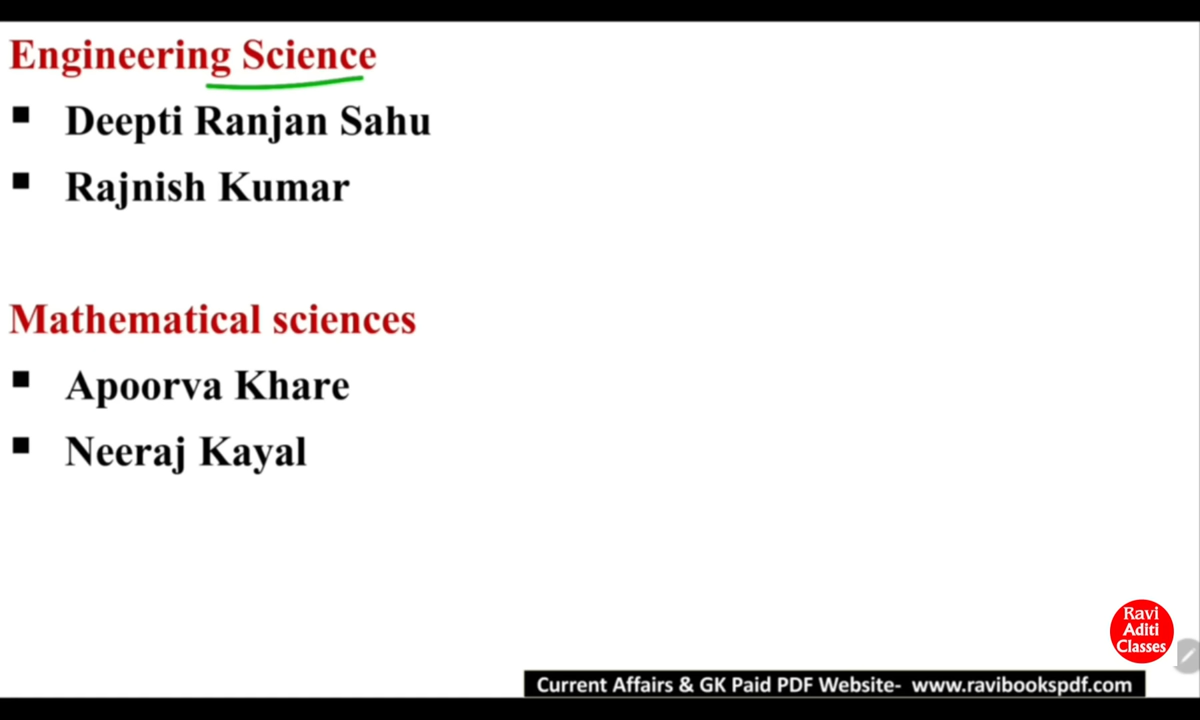 Engineering Science
▪ Deepti Ranjan Sahu
▪ Rajnish Kumar
Mathematical sciences
▪ Apoorva Khare
▪ Neeraj Kayal
Ravi
Aditi
Classes
Current Affairs & GK Paid PDF Website- www.ravibookspdf.com